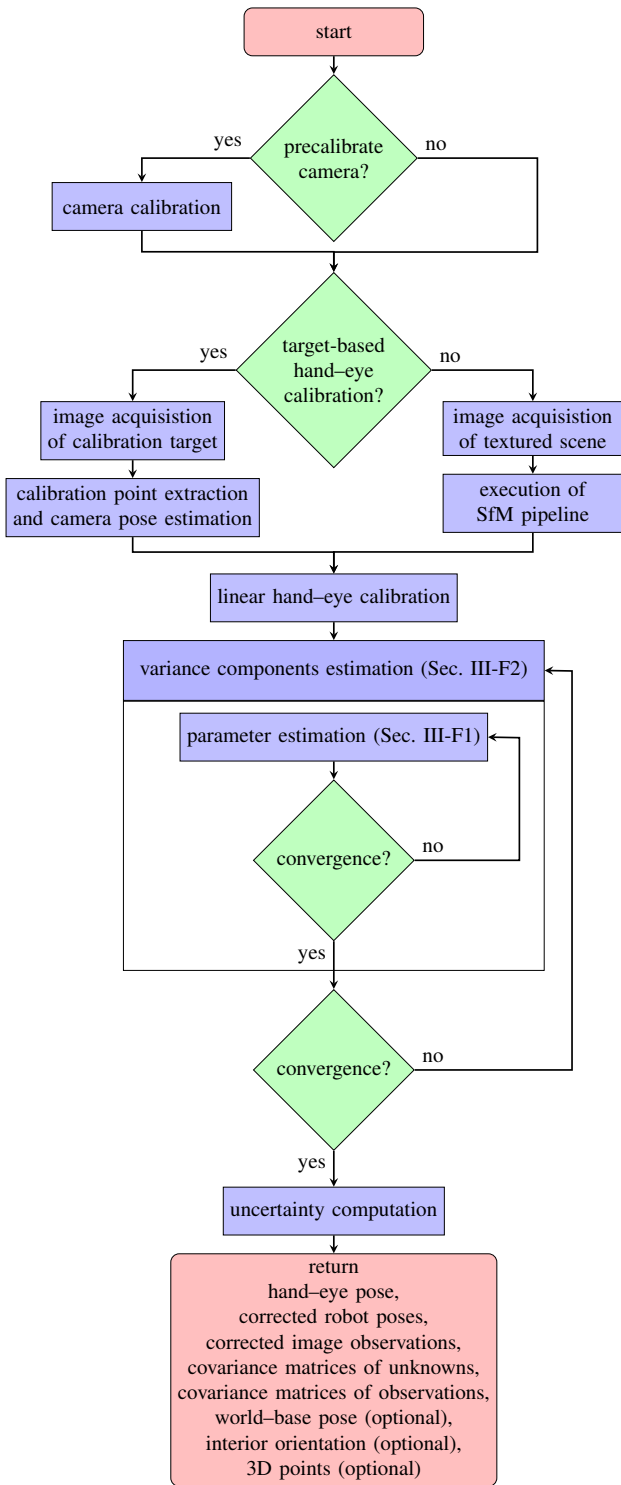 start
precalibrate
camera?
yes
no
camera calibration
target-based
hand–eye
calibration?
yes
no
image acquisistion
of calibration target
image acquisistion
of textured scene
calibration point extraction
and camera pose estimation
execution of
SfM pipeline
linear hand–eye calibration
variance components estimation (Sec. III-F2)
parameter estimation (Sec. III-F1)
convergence?
no
yes
convergence?
no
yes
uncertainty computation
return
hand–eye pose,
corrected robot poses,
corrected image observations,
covariance matrices of unknowns,
covariance matrices of observations,
world–base pose (optional),
interior orientation (optional),
3D points (optional)